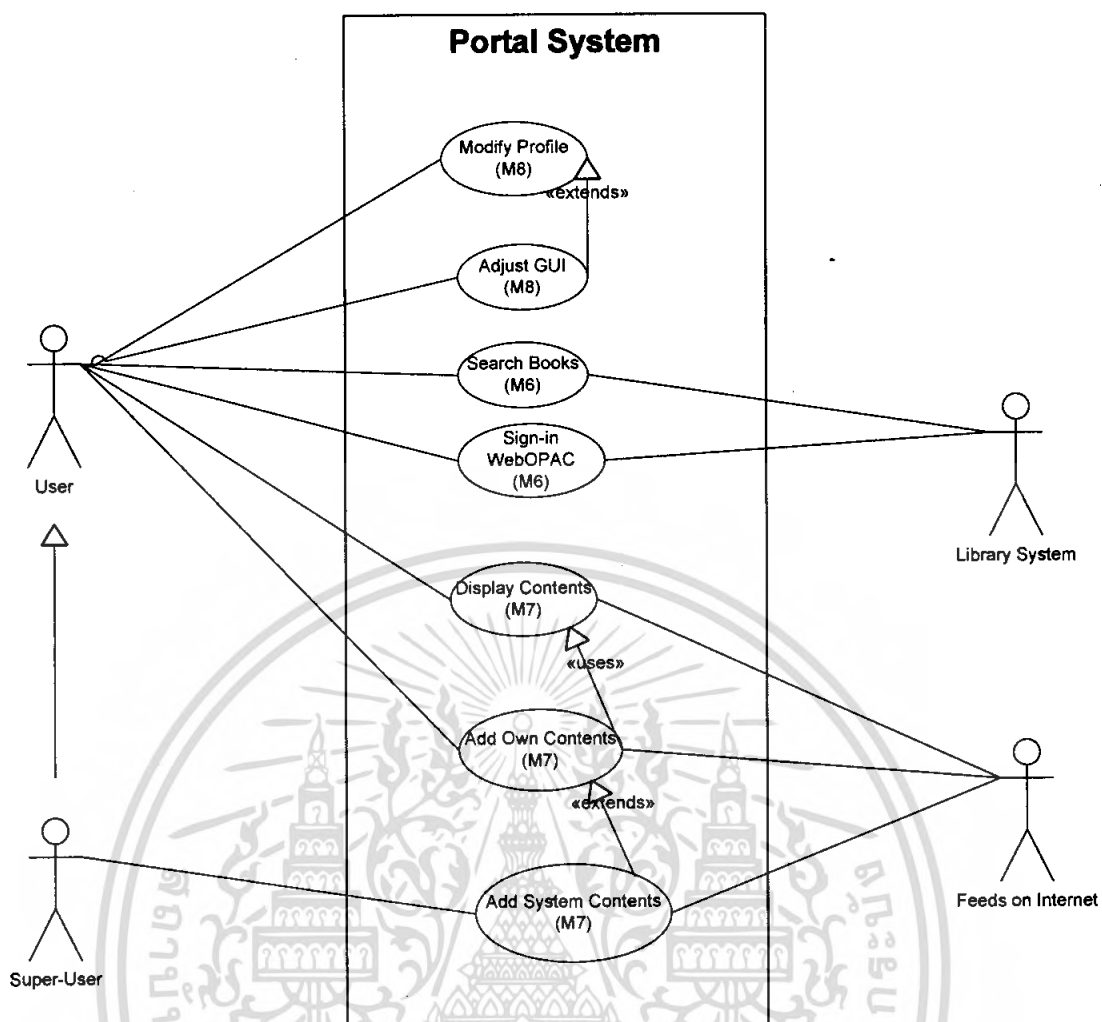 Portal System
Modify Profile
(M8)
«extends»
Adjust GUI
(M8)
Search Books
(M6)
Sign-in
WebOPAC
(M6)
User
Library System
Display Contents
(M7)
«uses»
Add Own Contents
(M7)
«extends»
Add System Contents
(M7)
Feeds on Internet
Super-User